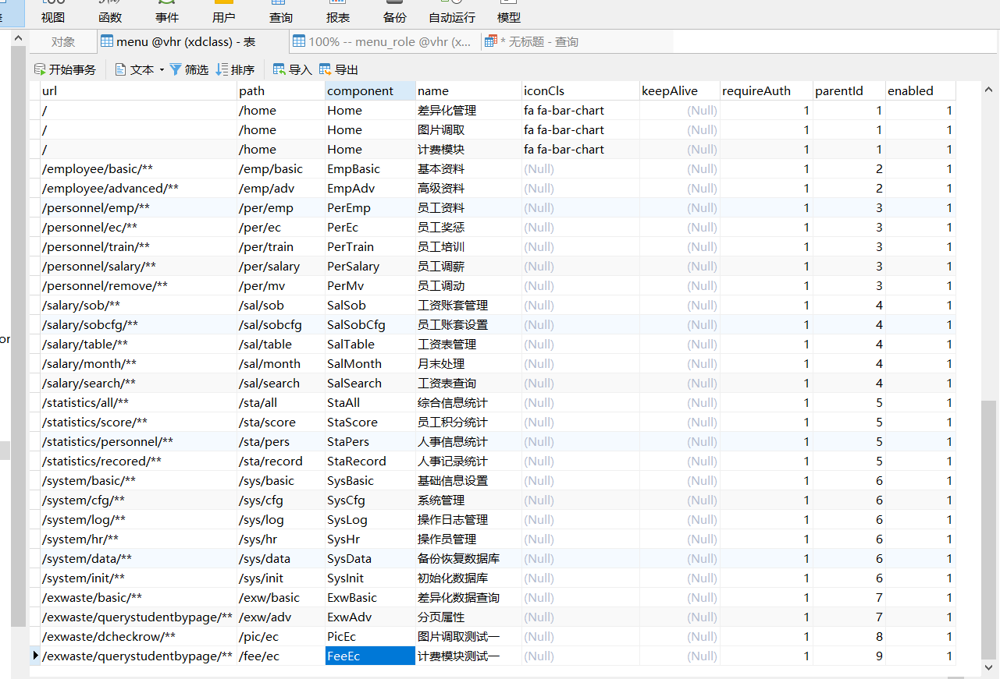 视图 函数 事件 用户 查询 报表 备份 自动运行 模型
对象 menu @vhr (xdclass) - 表 100% -- menu_role @vhr (x... * 无标题 - 查询
开始事务 文本 筛选 排序 导入 导出
url path component name iconCls keepAlive requireAuth parentId enabled
/ /home Home 差异化管理 fa fa-bar-chart (Null) 1 1 1
/ /home Home 图片调取 fa fa-bar-chart (Null) 1 1 1
/ /home Home 计费模块 fa fa-bar-chart (Null) 1 1 1
/employee/basic/** /emp/basic EmpBasic 基本资料 (Null) (Null) 1 2 1
/employee/advanced/** /emp/adv EmpAdv 高级资料 (Null) (Null) 1 2 1
/personnel/emp/** /per/emp PerEmp 员工资料 (Null) (Null) 1 3 1
/personnel/ec/** /per/ec PerEc 员工奖惩 (Null) (Null) 1 3 1
/personnel/train/** /per/train PerTrain 员工培训 (Null) (Null) 1 3 1
/personnel/salary/** /per/salary PerSalary 员工调薪 (Null) (Null) 1 3 1
/personnel/remove/** /per/mv PerMv 员工调动 (Null) (Null) 1 3 1
/salary/sob/** /sal/sob SalSob 工资账套管理 (Null) (Null) 1 4 1
/salary/sobcfg/** /sal/sobcfg SalSobCfg 员工账套设置 (Null) (Null) 1 4 1
/salary/table/** /sal/table SalTable 工资表管理 (Null) (Null) 1 4 1
/salary/month/** /sal/month SalMonth 月末处理 (Null) (Null) 1 4 1
/salary/search/** /sal/search SalSearch 工资表查询 (Null) (Null) 1 4 1
/statistics/all/** /sta/all StaAll 综合信息统计 (Null) (Null) 1 5 1
/statistics/score/** /sta/score StaScore 员工积分统计 (Null) (Null) 1 5 1
/statistics/personnel/** /sta/pers StaPers 人事信息统计 (Null) (Null) 1 5 1
/statistics/recored/** /sta/record StaRecord 人事记录统计 (Null) (Null) 1 5 1
/system/basic/** /sys/basic SysBasic 基础信息设置 (Null) (Null) 1 6 1
/system/cfg/** /sys/cfg SysCfg 系统管理 (Null) (Null) 1 6 1
/system/log/** /sys/log SysLog 操作日志管理 (Null) (Null) 1 6 1
/system/hr/** /sys/hr SysHr 操作员管理 (Null) (Null) 1 6 1
/system/data/** /sys/data SysData 备份恢复数据库 (Null) (Null) 1 6 1
/system/init/** /sys/init SysInit 初始化数据库 (Null) (Null) 1 6 1
/exwaste/basic/** /exw/basic ExwBasic 差异化数据查询 (Null) (Null) 1 7 1
/exwaste/querystudentbypage/** /exw/adv ExwAdv 分页属性 (Null) (Null) 1 7 1
/exwaste/dcheckrow/** /pic/ec PicEc 图片调取测试一 (Null) (Null) 1 8 1
/exwaste/querystudentbypage/** /fee/ec FeeEc 计费模块测试一 (Null) (Null) 1 9 1